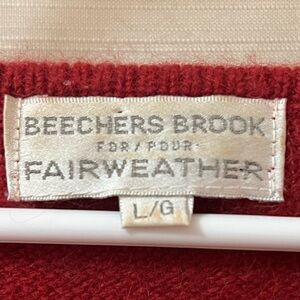 BEECHERS BROOK
FOR / POUR
FAIRWEATHER
L/G